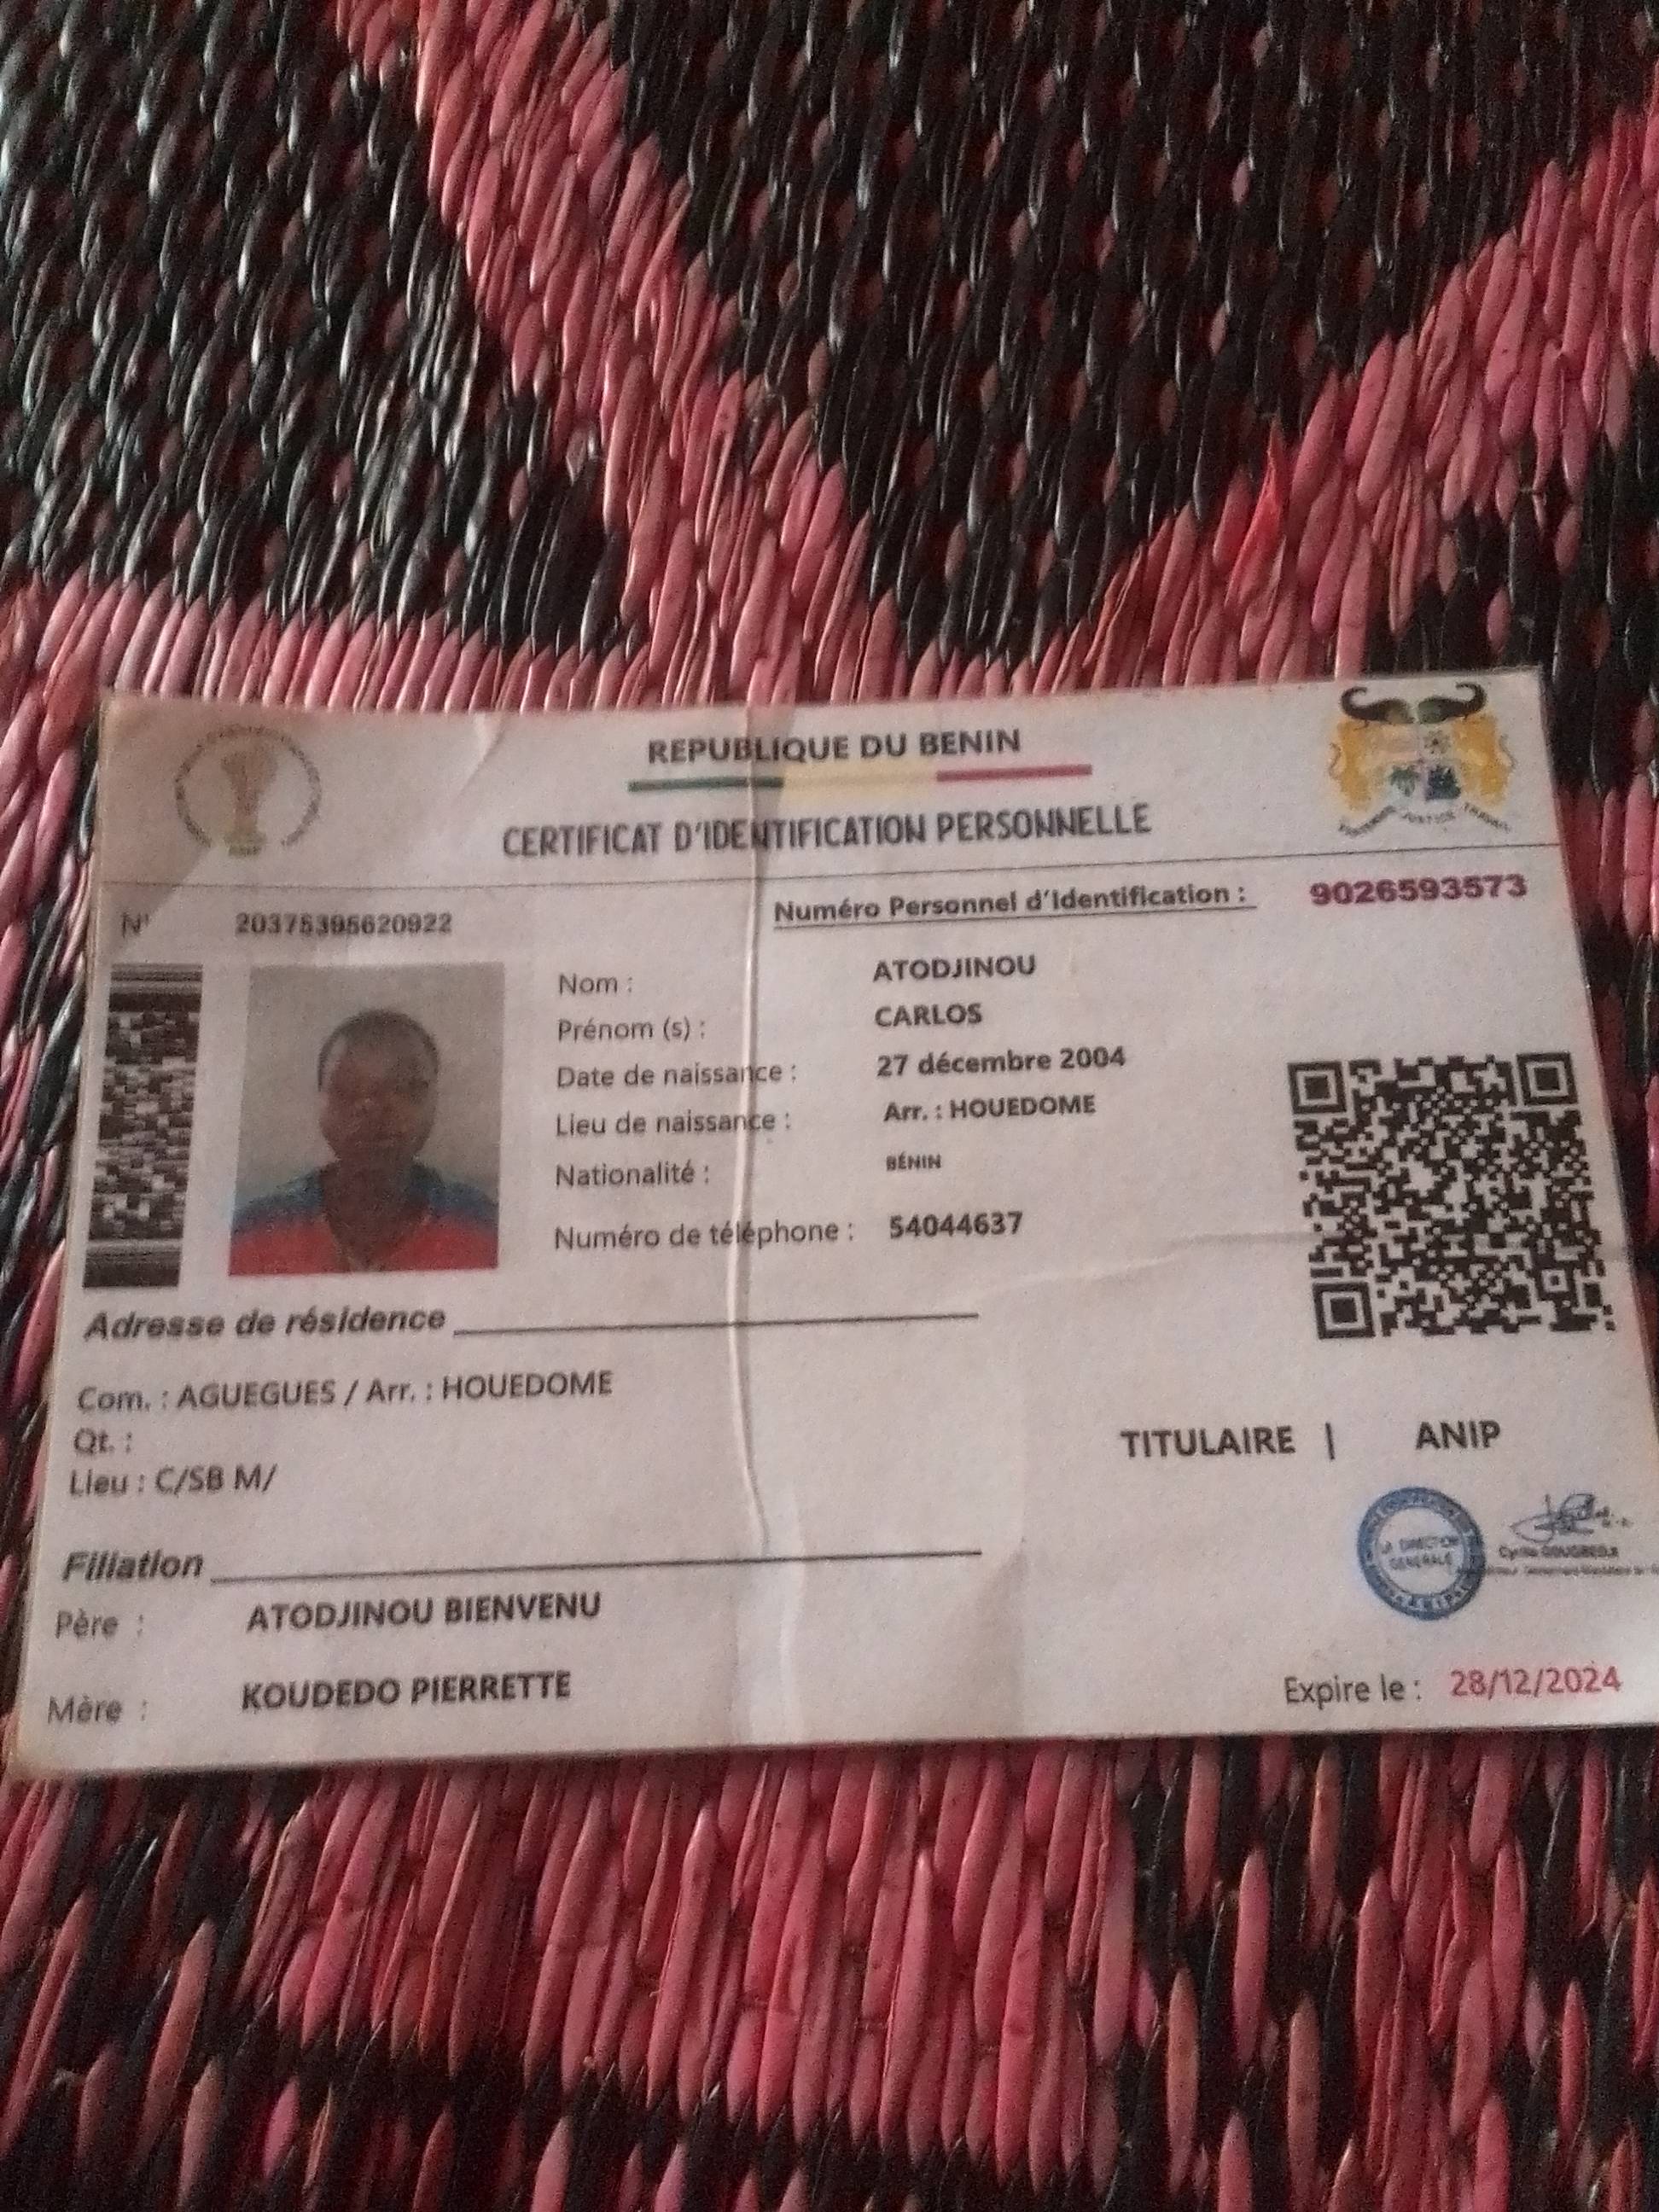 REPUBLIQUE DU BENIN
CERTIFICAT D'IDENTIFICATION PERSONNELLE
N° 20375395620922
Numéro Personnel d'Identification : 9026593573
Nom : ATODJINOU
Prénom (s) : CARLOS
Date de naissance : 27 décembre 2004
Lieu de naissance : Arr. : HOUEDOME
Nationalité : BÉNIN
Numéro de téléphone : 54044637
Adresse de résidence
Com. : AGUEGUES / Arr. : HOUEDOME
Qt. :
Lieu : C/SB M/
TITULAIRE | ANIP
LA DIRECTION
GENERALE
Filiation
Père : ATODJINOU BIENVENU
Mère : KOUDEDO PIERRETTE
Expire le : 28/12/2024